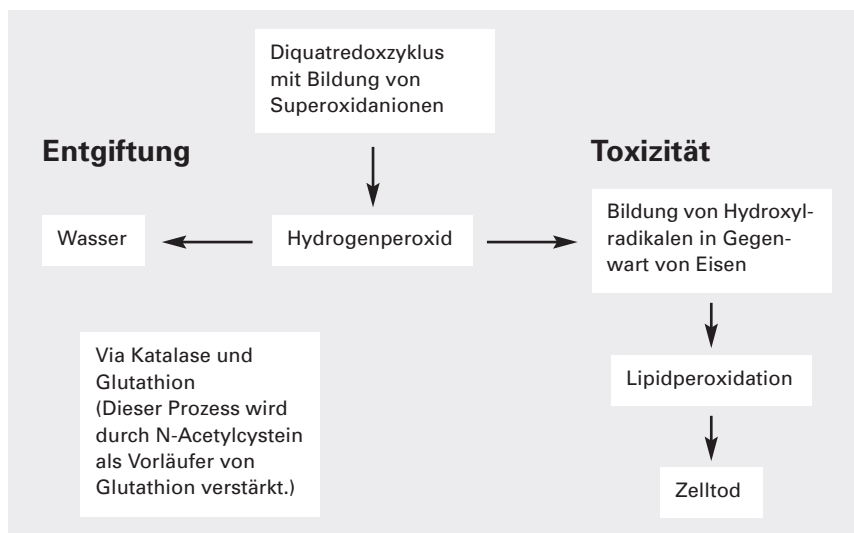 Diquatredoxzyklus
mit Bildung von
Superoxidanionen
Entgiftung
Toxizität
Wasser
Hydrogenperoxid
Bildung von Hydroxyl-
radikalen in Gegen-
wart von Eisen
Via Katalase und
Glutathion
(Dieser Prozess wird
durch N-Acetylcystein
als Vorläufer von
Glutathion verstärkt.)
Lipidperoxidation
Zelltod